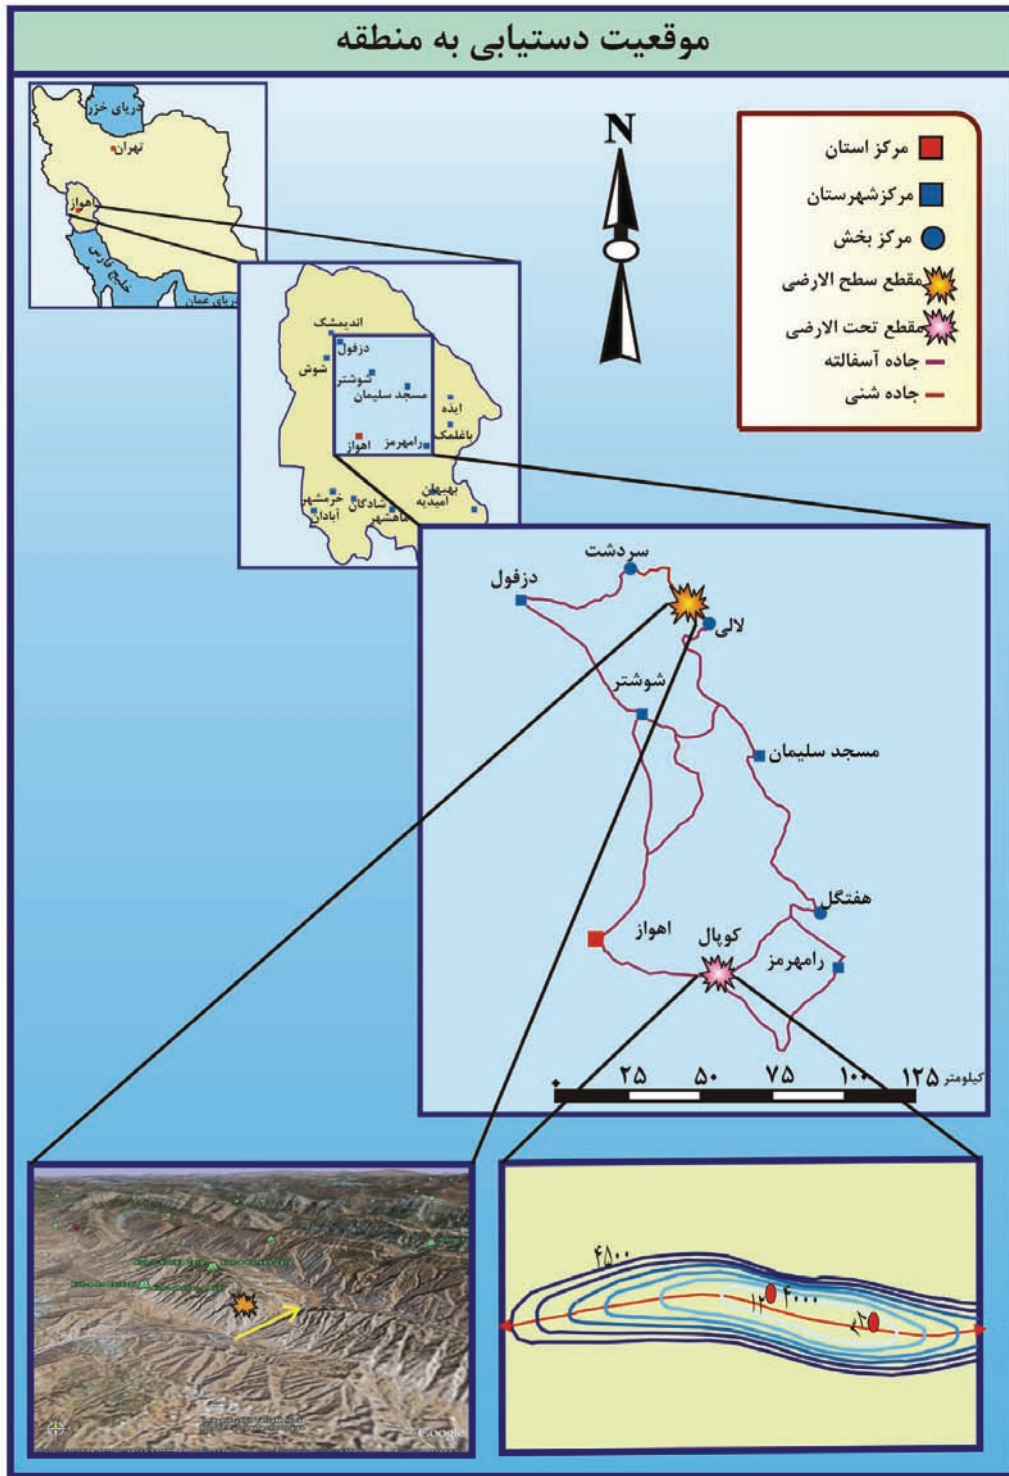 موقعیت دستیابی به منطقه
دریای خزر
تهران
اهواز
خلیج فارس
دریای عمان
N
مرکز استان
مرکزشهرستان
مرکز بخش
مقطع سطح الارضی
مقطع تحت الارضی
جاده آسفالته
جاده شنی
اندیمشک
دزفول
شوش
شوشتر
مسجد سلیمان
ایذه
باغلمک
رامهرمز
اهواز
بهبهان
امیدیه
خرمشهر
شادگان
آبادان
ماهشهر
سردشت
دزفول
لالی
شوشتر
مسجد سلیمان
هفتگل
اهواز
کوپال
رامهرمز
۰ ۲۵ ۵۰ ۷۵ ۱۰۰ ۱۲۵ کیلومتر
۴۵۰۰
۴۰۰۰
۱۲
Google